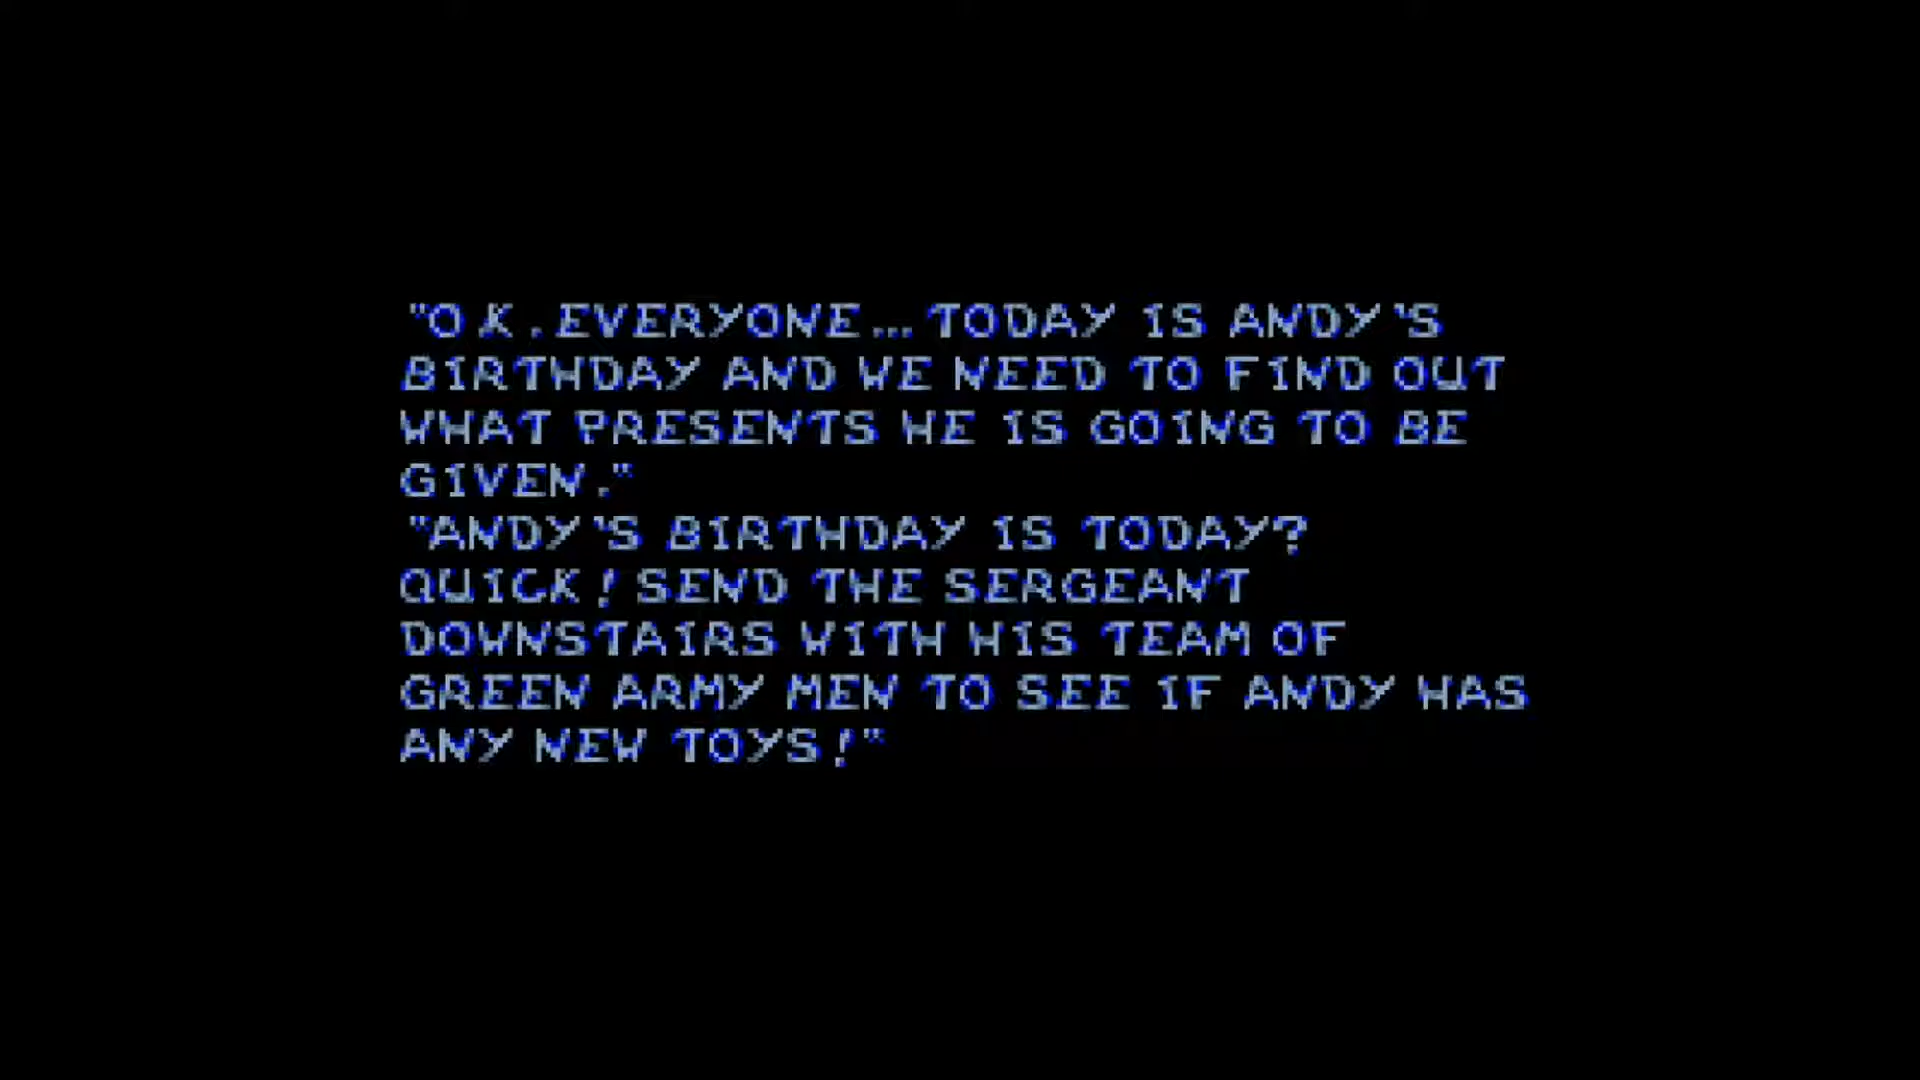 "O K . EVERYONE... TODAY IS ANDY'S
BIRTHDAY AND WE NEED TO FIND OUT
WHAT PRESENTS HE IS GOING TO BE
GIVEN."
"ANDY'S BIRTHDAY IS TODAY?
QUICK! SEND THE SERGEANT
DOWNSTAIRS WITH HIS TEAM OF
GREEN ARMY MEN TO SEE IF ANDY HAS
ANY NEW TOYS!"